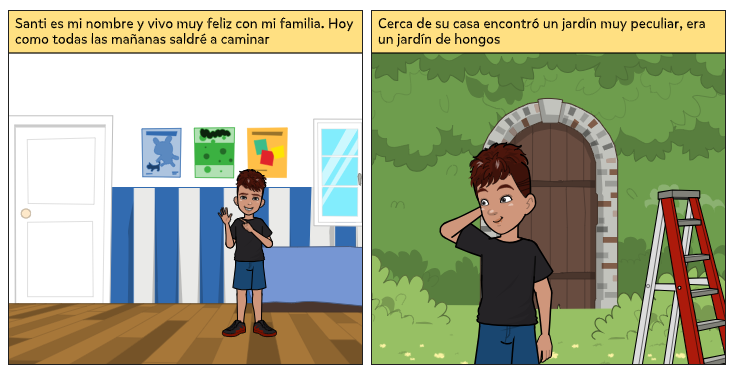 Santi es mi nombre y vivo muy feliz con mi familia. Hoy
como todas las mañanas saldré a caminar
Cerca de su casa encontró un jardín muy peculiar, era
un jardín de hongos